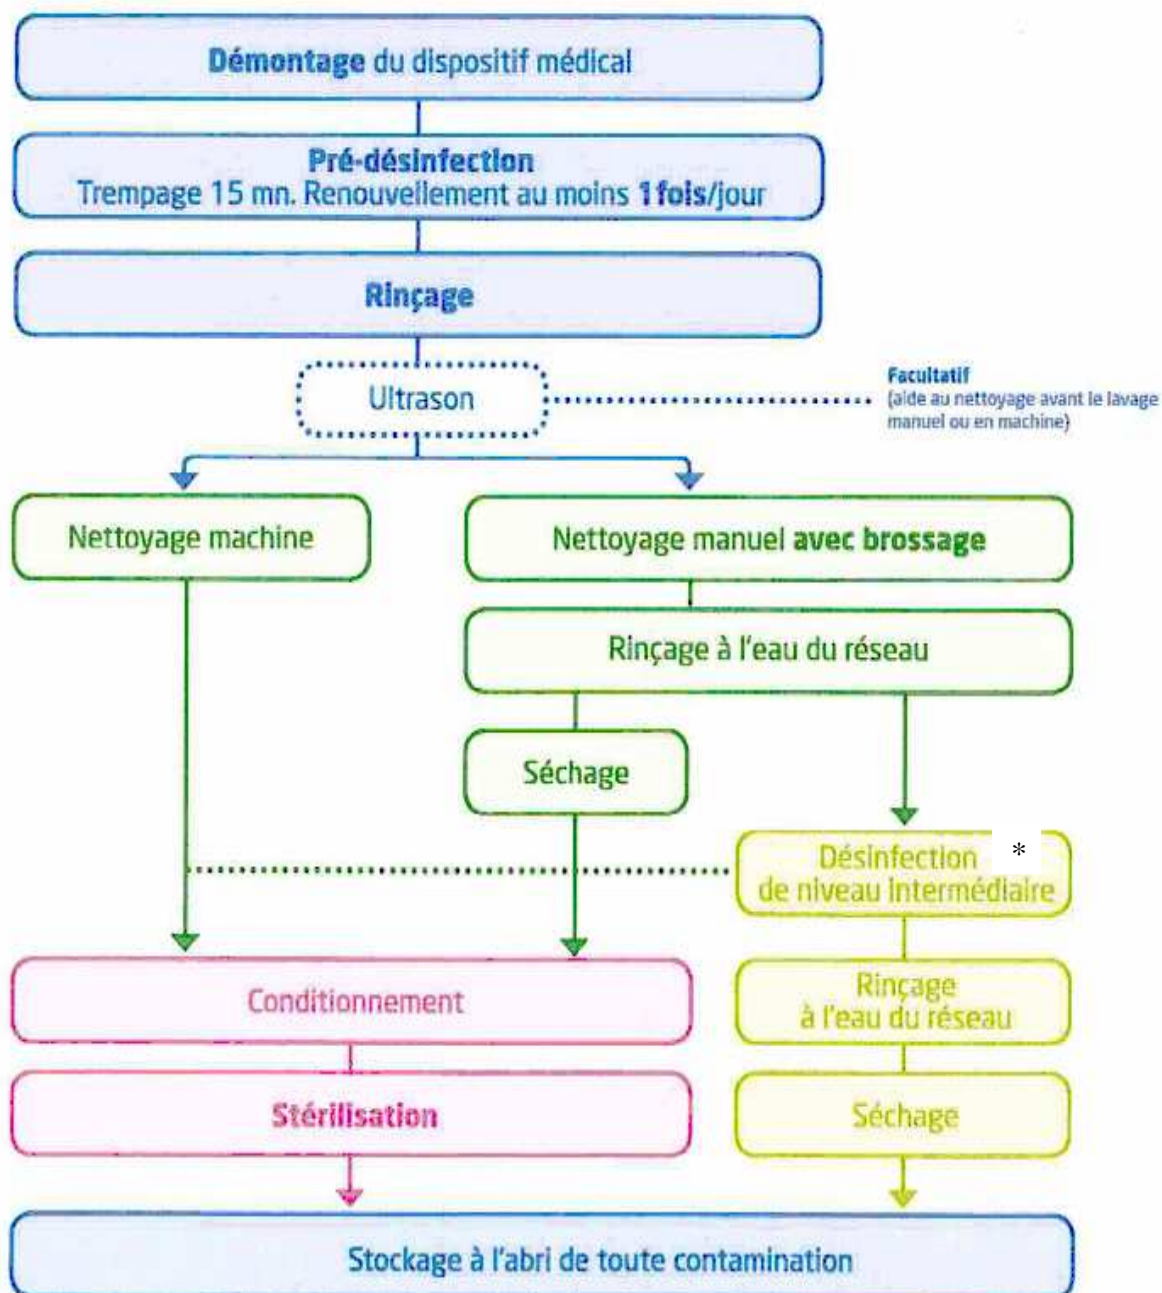 Démontage du dispositif médical
Pré-désinfection
Trempage 15 mn. Renouvellement au moins 1 fois/jour
Rinçage
Ultrason
Facultatif
(aide au nettoyage avant le lavage
manuel ou en machine)
Nettoyage machine
Nettoyage manuel avec brossage
Rinçage à l'eau du réseau
Séchage
Désinfection *
de niveau intermédiaire
Conditionnement
Rinçage
à l'eau du réseau
Stérilisation
Séchage
Stockage à l'abri de toute contamination